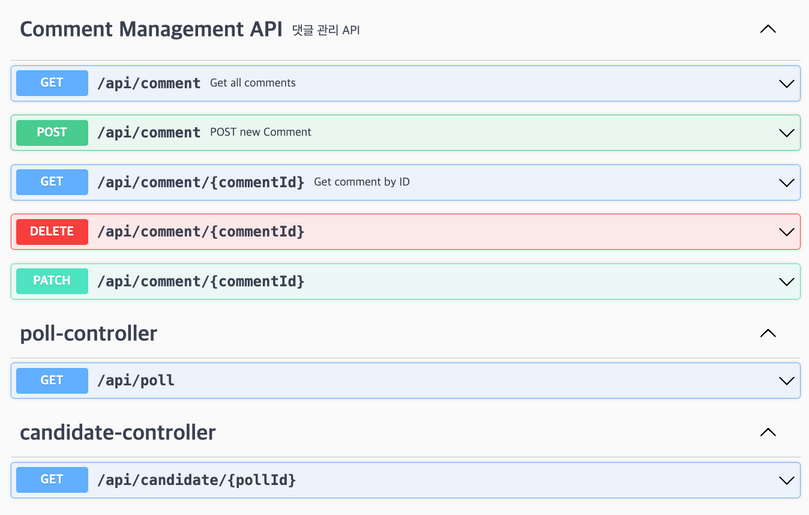 Comment Management API 댓글 관리 API
GET /api/comment Get all comments
POST /api/comment POST new Comment
GET /api/comment/{commentId} Get comment by ID
DELETE /api/comment/{commentId}
PATCH /api/comment/{commentId}
poll-controller
GET /api/poll
candidate-controller
GET /api/candidate/{pollId}